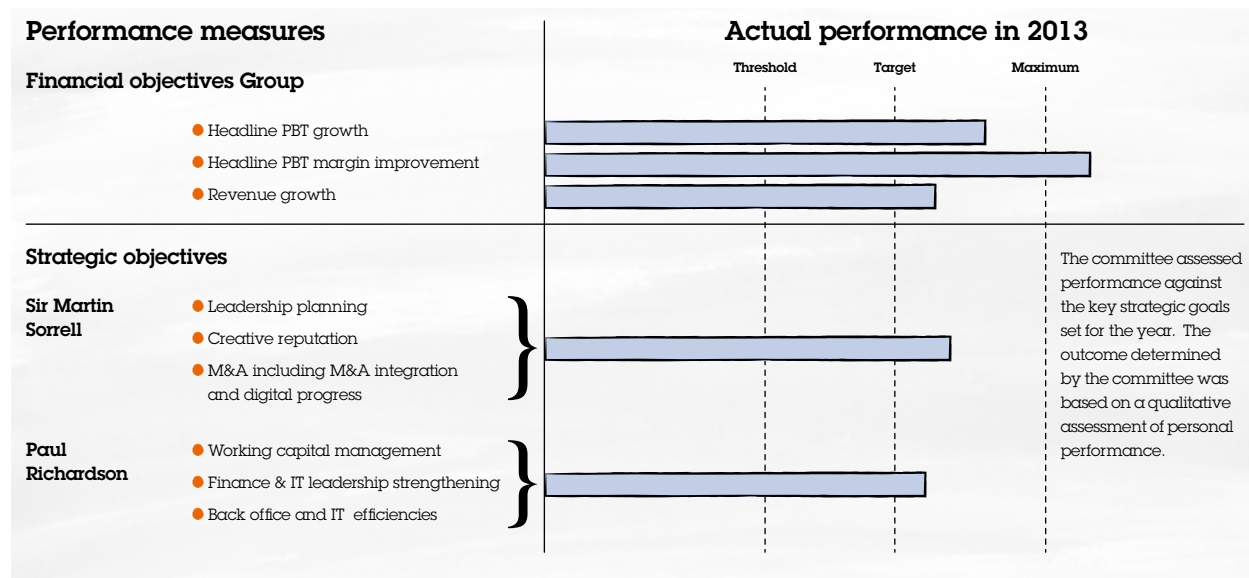 Performance measures
Actual performance in 2013
Financial objectives Group
Threshold
Target
Maximum
Headline PBT growth
Headline PBT margin improvement
Revenue growth
Strategic objectives
Sir Martin
Sorrell
Leadership planning
Creative reputation
M&A including M&A integration
and digital progress
Paul
Richardson
Working capital management
Finance & IT leadership strengthening
Back office and IT efficiencies
The committee assessed
performance against
the key strategic goals
set for the year. The
outcome determined
by the committee was
based on a qualitative
assessment of personal
performance.